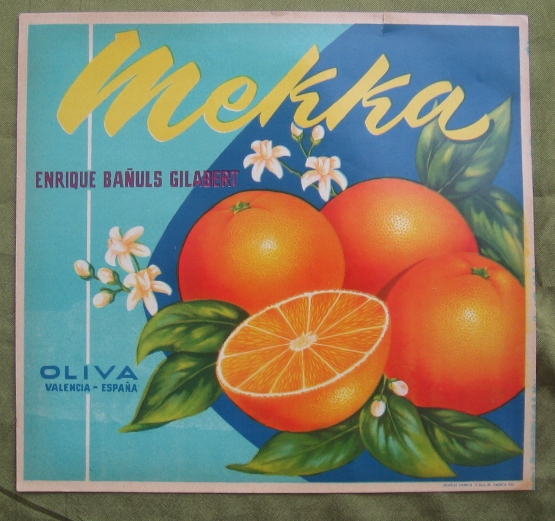 Mekka
ENRIQUE BAÑULS GILABERT
OLIVA
VALENCIA - ESPAÑA